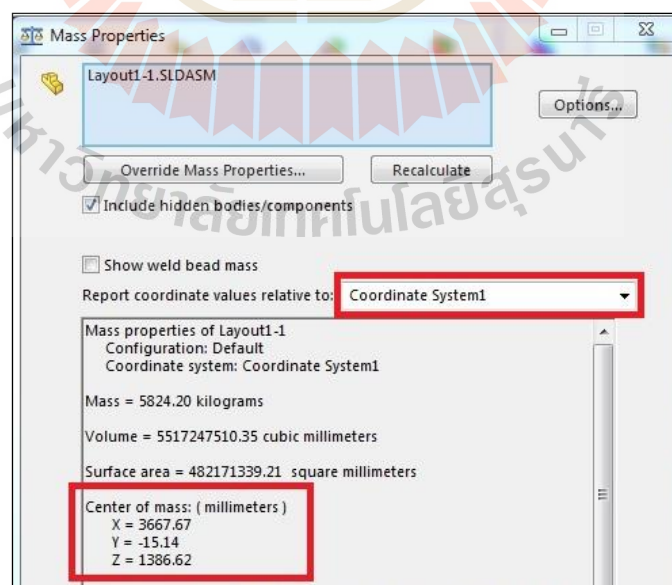 Mass Properties
Layout1-1.SLDASM
Options...
Override Mass Properties...
Recalculate
Include hidden bodies/components
Show weld bead mass
Report coordinate values relative to:
Coordinate System1
Mass properties of Layout1-1
Configuration: Default
Coordinate system: Coordinate System1
Mass = 5824.20 kilograms
Volume = 5517247510.35 cubic millimeters
Surface area = 482171339.21 square millimeters
Center of mass: ( millimeters )
X = 3667.67
Y = -15.14
Z = 1386.62